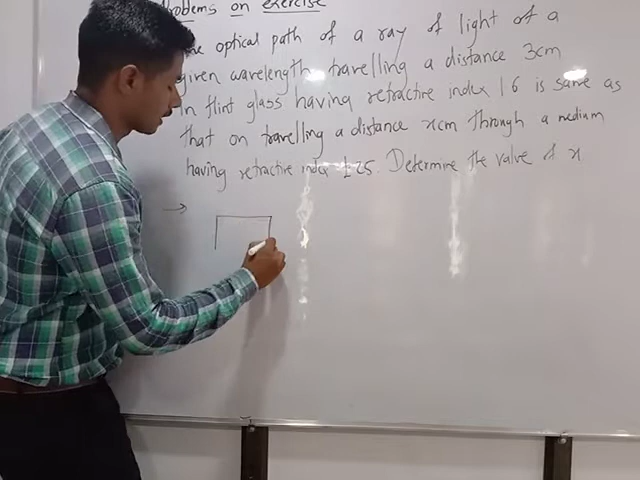 problems on exercise
optical path of a ray of light of a
given wavelength travelling a distance 3cm
in flint glass having refractive index 1 6 is same as
that on travelling a distance x cm through a medium
having refractive index 1.25. Determine the value of x
→